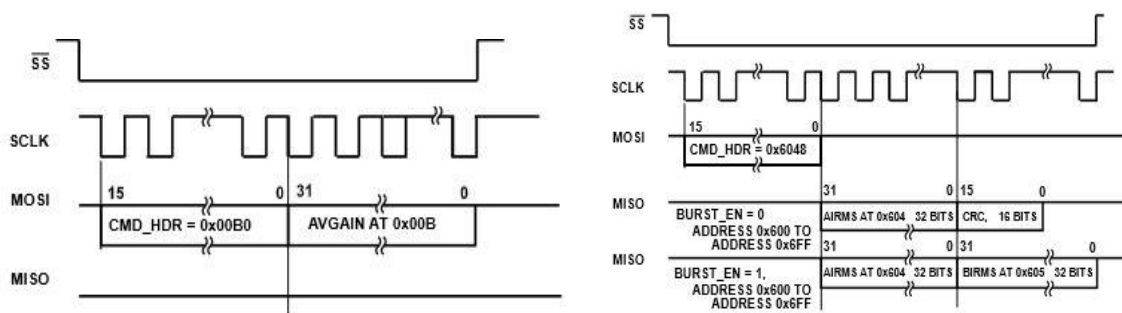 SS
SCLK
MOSI
15 0 31 0
CMD_HDR = 0x00B0 AVGAIN AT 0x00B
MISO
SS
SCLK
MOSI
15 0
CMD_HDR = 0x6048
31 0 15 0
MISO
BURST_EN = 0
ADDRESS 0x600 TO
ADDRESS 0x6FF
AIRMS AT 0x604 32 BITS CRC, 16 BITS
31 0 31 0
MISO
BURST_EN = 1,
ADDRESS 0x600 TO
ADDRESS 0x6FF
AIRMS AT 0x604 32 BITS BIRMS AT 0x605 32 BITS